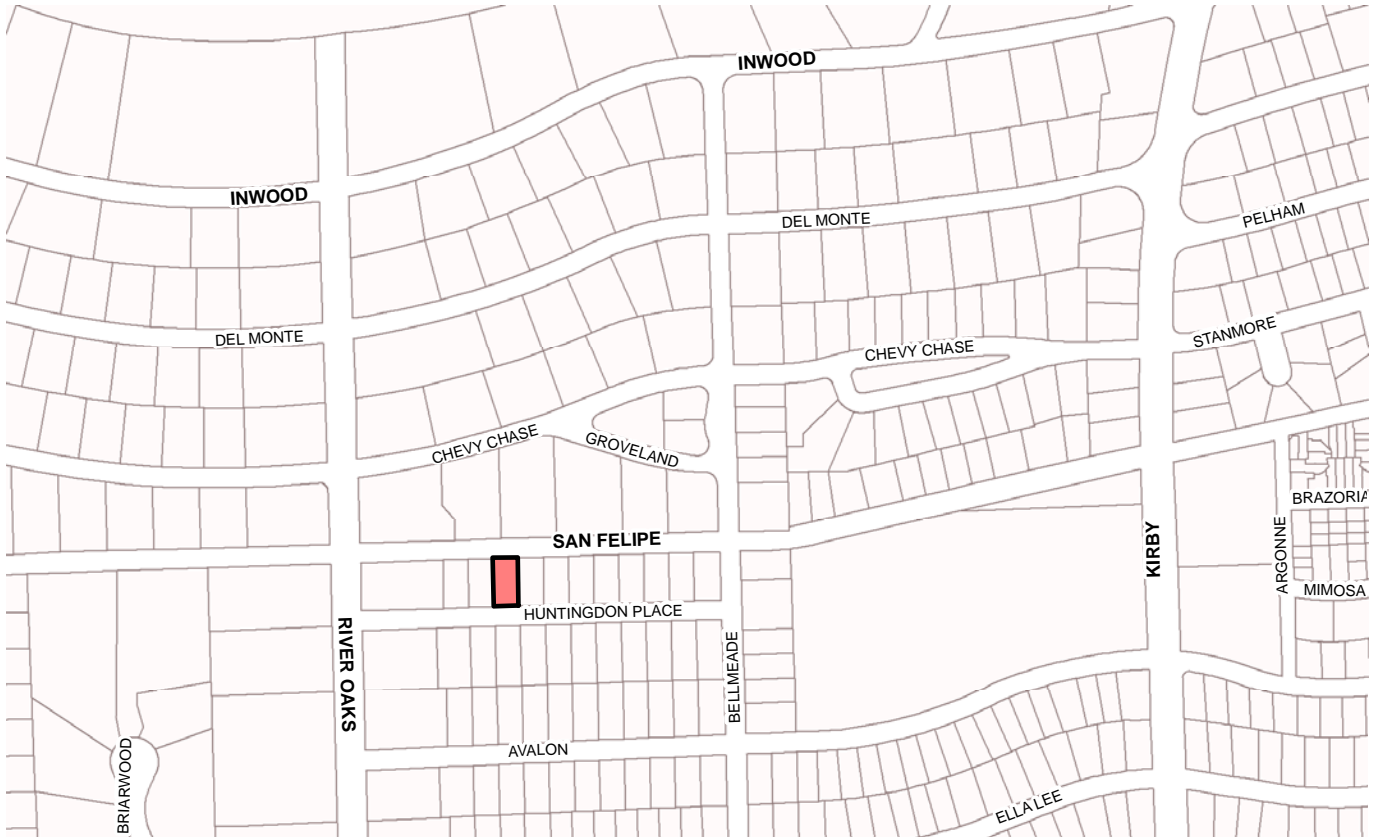 INWOOD
INWOOD
PELHAM
DEL MONTE
STANMORE
DEL MONTE
CHEVY CHASE
CHEVY CHASE
GROVELAND
BRAZORIA
SAN FELIPE
KIRBY
ARGONNE
MIMOSA
HUNTINGDON PLACE
RIVER OAKS
BELLMEADE
AVALON
BRIARWOOD
ELLA LEE